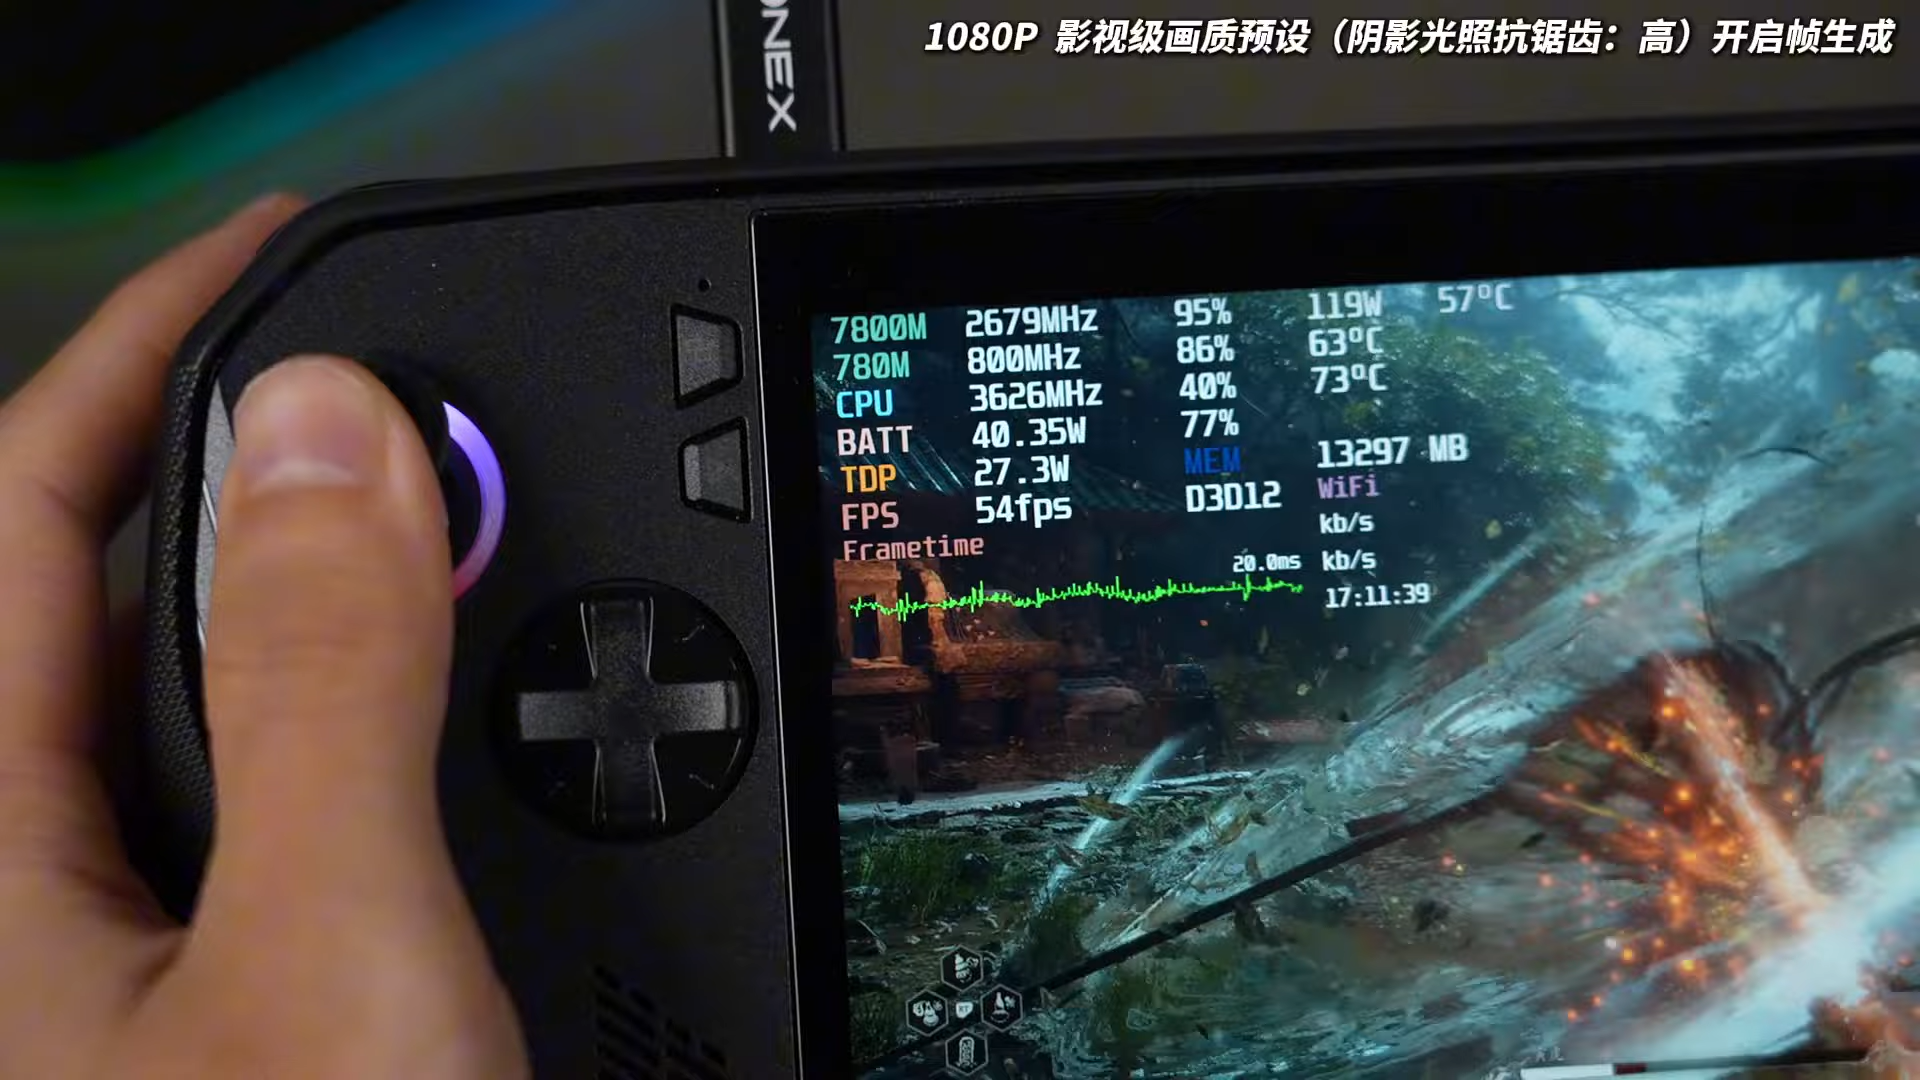 1080P 影视级画质预设（阴影光照抗锯齿：高）开启帧生成
ONEX
7800M 2679MHz 95% 119W 57°C
780M 800MHz 86% 63°C
CPU 3626MHz 40% 73°C
BATT 40.35W 77%
TDP 27.3W MEM 13297 MB
FPS 54fps D3D12 WiFi
kb/s
Frametime
20.0ms kb/s
17:11:39
RT